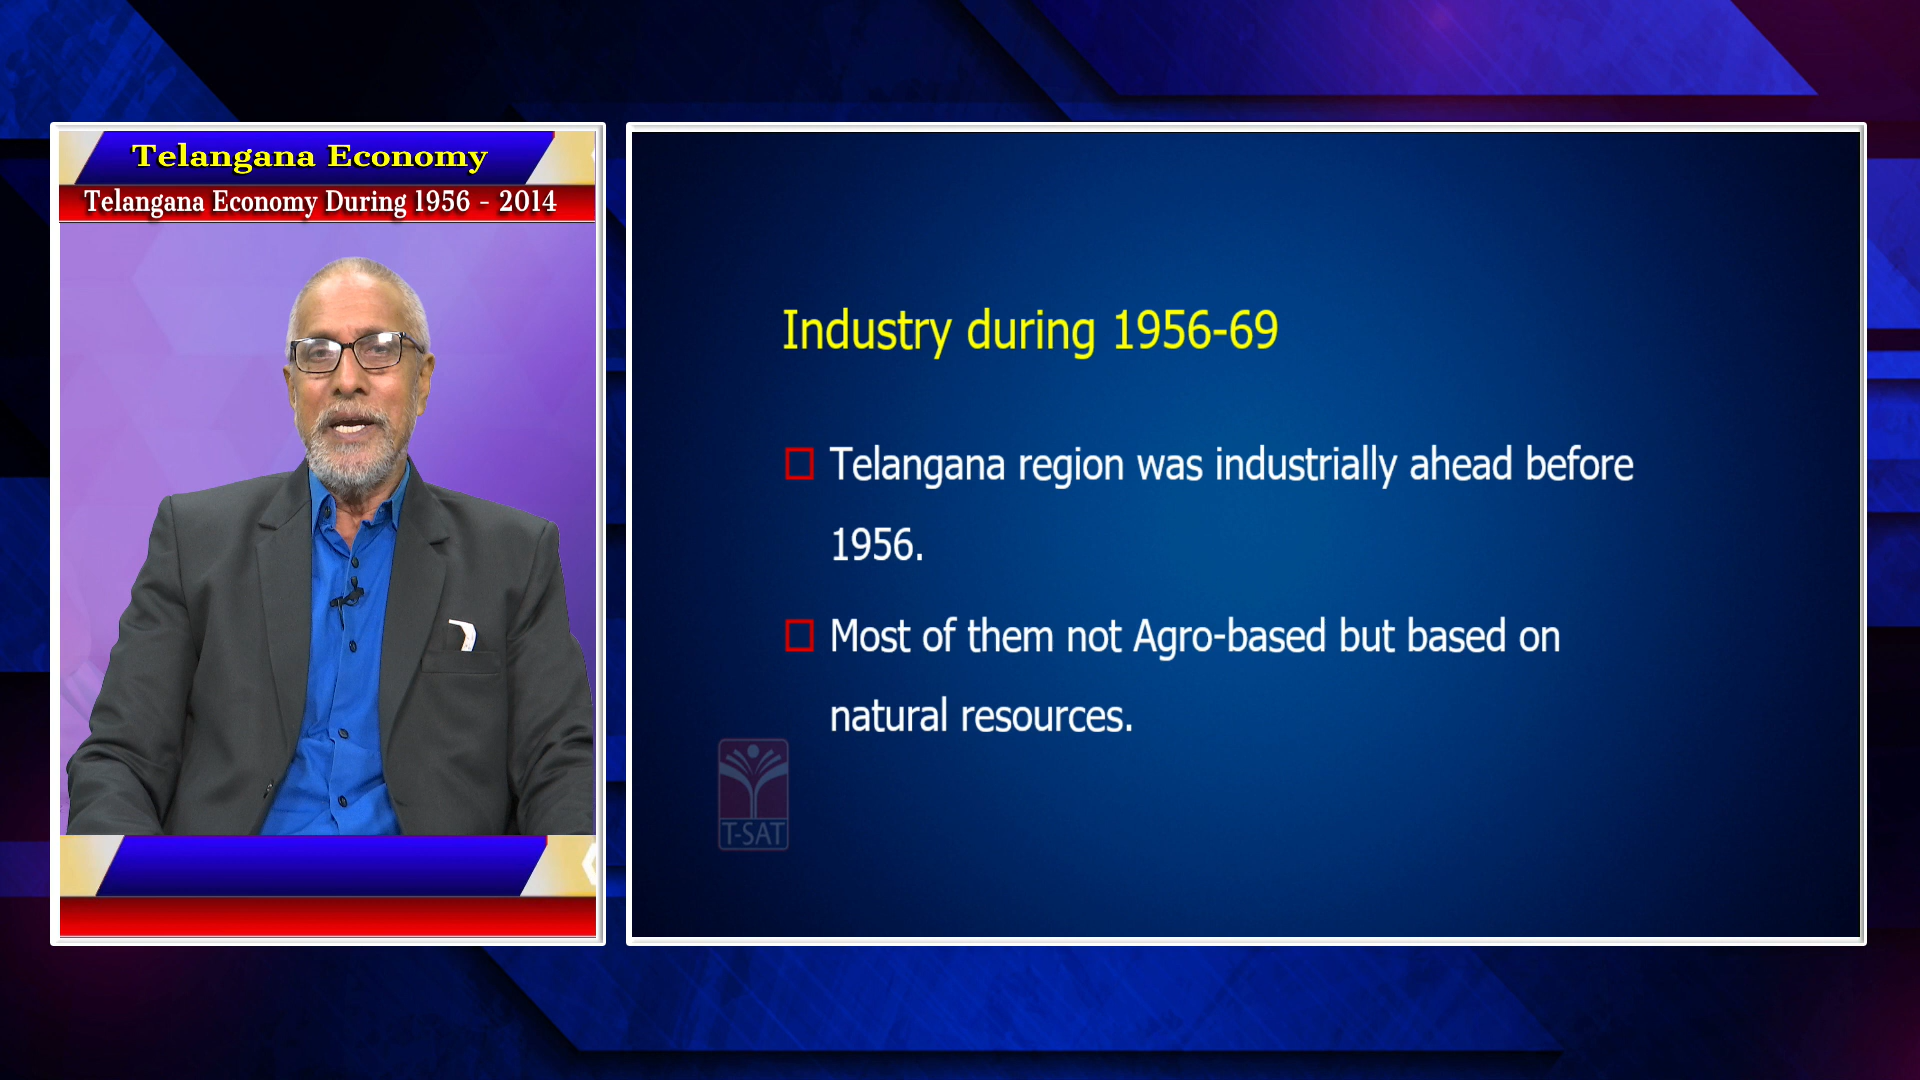 Telangana Economy
Telangana Economy During 1956 - 2014
Industry during 1956-69
Telangana region was industrially ahead before
1956.
Most of them not Agro-based but based on
natural resources.
T-SAT